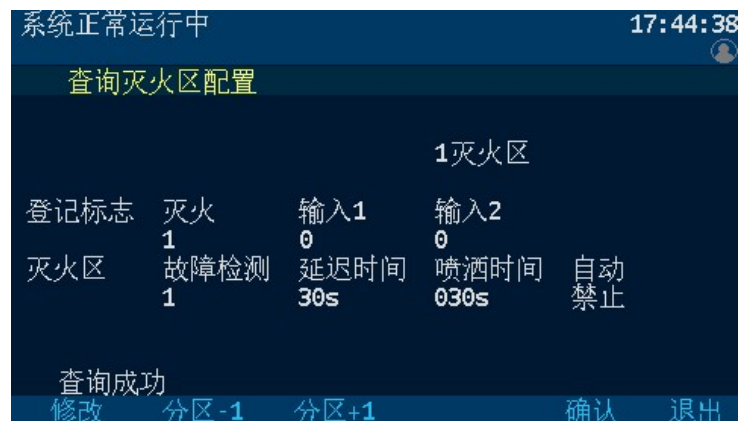 系统正常运行中 17:44:38
查询灭火区配置
1灭火区
登记标志 灭火 输入1 输入2
1 0 0
灭火区 故障检测 延迟时间 喷洒时间 自动
1 30s 030s 禁止
查询成功
修改 分区-1 分区+1 确认 退出